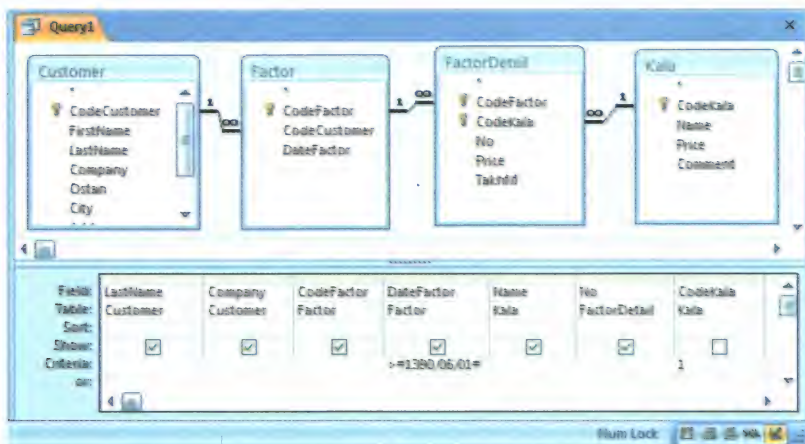 Query1
Customer
*
CodeCustomer
FirstName
LastName
Company
Ostan
City
1
∞
Factor
*
CodeFactor
CodeCustomer
DateFactor
1
∞
FactorDetail
*
CodeFactor
CodeKala
No
Price
Takhfif
∞
1
Kala
*
CodeKala
Name
Price
Comment
Field: LastName Company CodeFactor DateFactor Name No CodeKala
Table: Customer Customer Factor Factor Kala FactorDetail Kala
Sort:
Show:
Criteria: >=1390/06/01= 1
or:
Num Lock
SQL